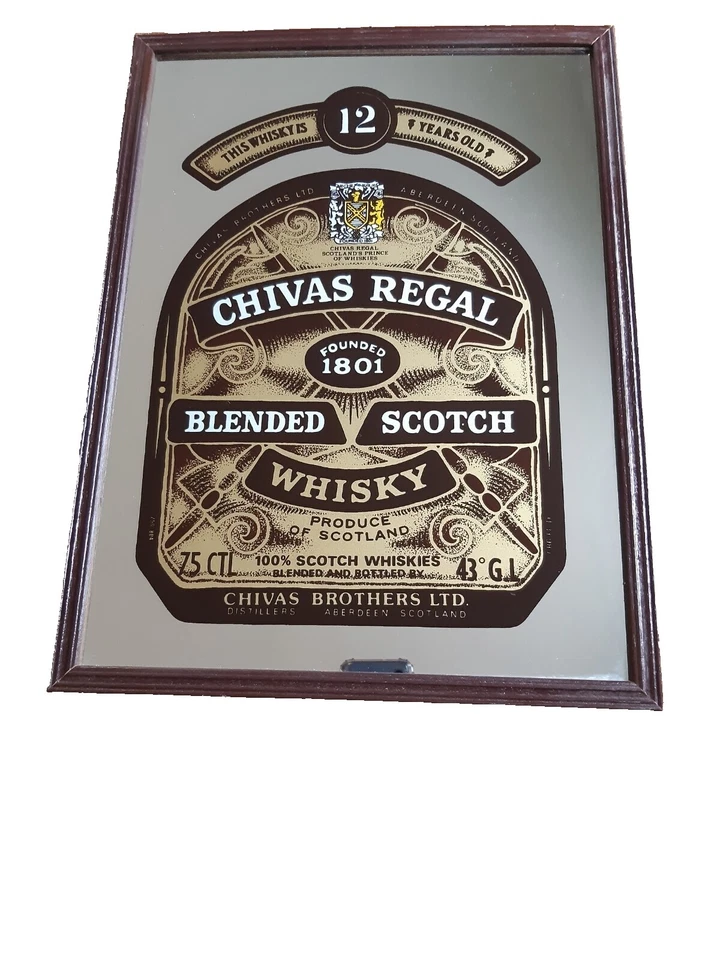 THIS WHISKY IS 12 YEARS OLD
CHIVAS BROTHERS LTD. ABERDEEN SCOTLAND
CHIVAS REGAL
SCOTLAND'S PRINCE
OF WHISKIES
CHIVAS REGAL
FOUNDED
1801
BLENDED SCOTCH
WHISKY
PRODUCE
OF SCOTLAND
75 CTL 100% SCOTCH WHISKIES 43° G.L
BLENDED AND BOTTLED BY
CHIVAS BROTHERS LTD.
DISTILLERS ABERDEEN SCOTLAND